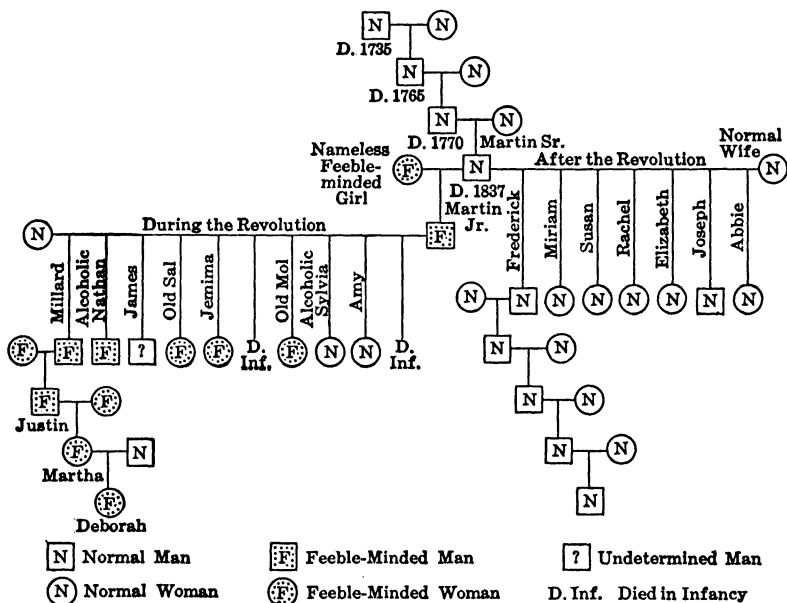 N N
D. 1735
N N
D. 1765
N N
D. 1770 Martin Sr.
Nameless Feeble-minded Girl
F N
After the Revolution
Normal Wife
N
D. 1837
Martin Jr.
F
During the Revolution
N
Millard
Alcoholic
Nathan
James
Old Sal
Jemima
D. Inf.
Old Mol
Alcoholic
Sylvia
Amy
D. Inf.
Frederick
Miriam
Susan
Rachel
Elizabeth
Joseph
Abbie
F F F ? F F F N N
N N N N N N N N
F F
Justin
F N
Martha
F
Deborah
N N
N N
N N
N
N Normal Man
F Feeble-Minded Man
? Undetermined Man
N Normal Woman
F Feeble-Minded Woman
D. Inf. Died in Infancy